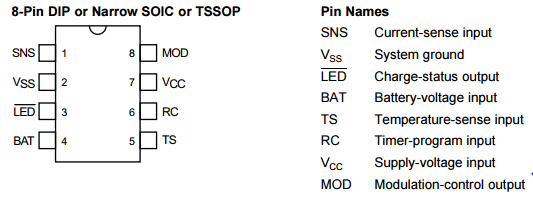 8-Pin DIP or Narrow SOIC or TSSOP
SNS 1 8 MOD
VSS 2 7 VCC
LED 3 6 RC
BAT 4 5 TS
Pin Names
SNS Current-sense input
VSS System ground
LED Charge-status output
BAT Battery-voltage input
TS Temperature-sense input
RC Timer-program input
VCC Supply-voltage input
MOD Modulation-control output